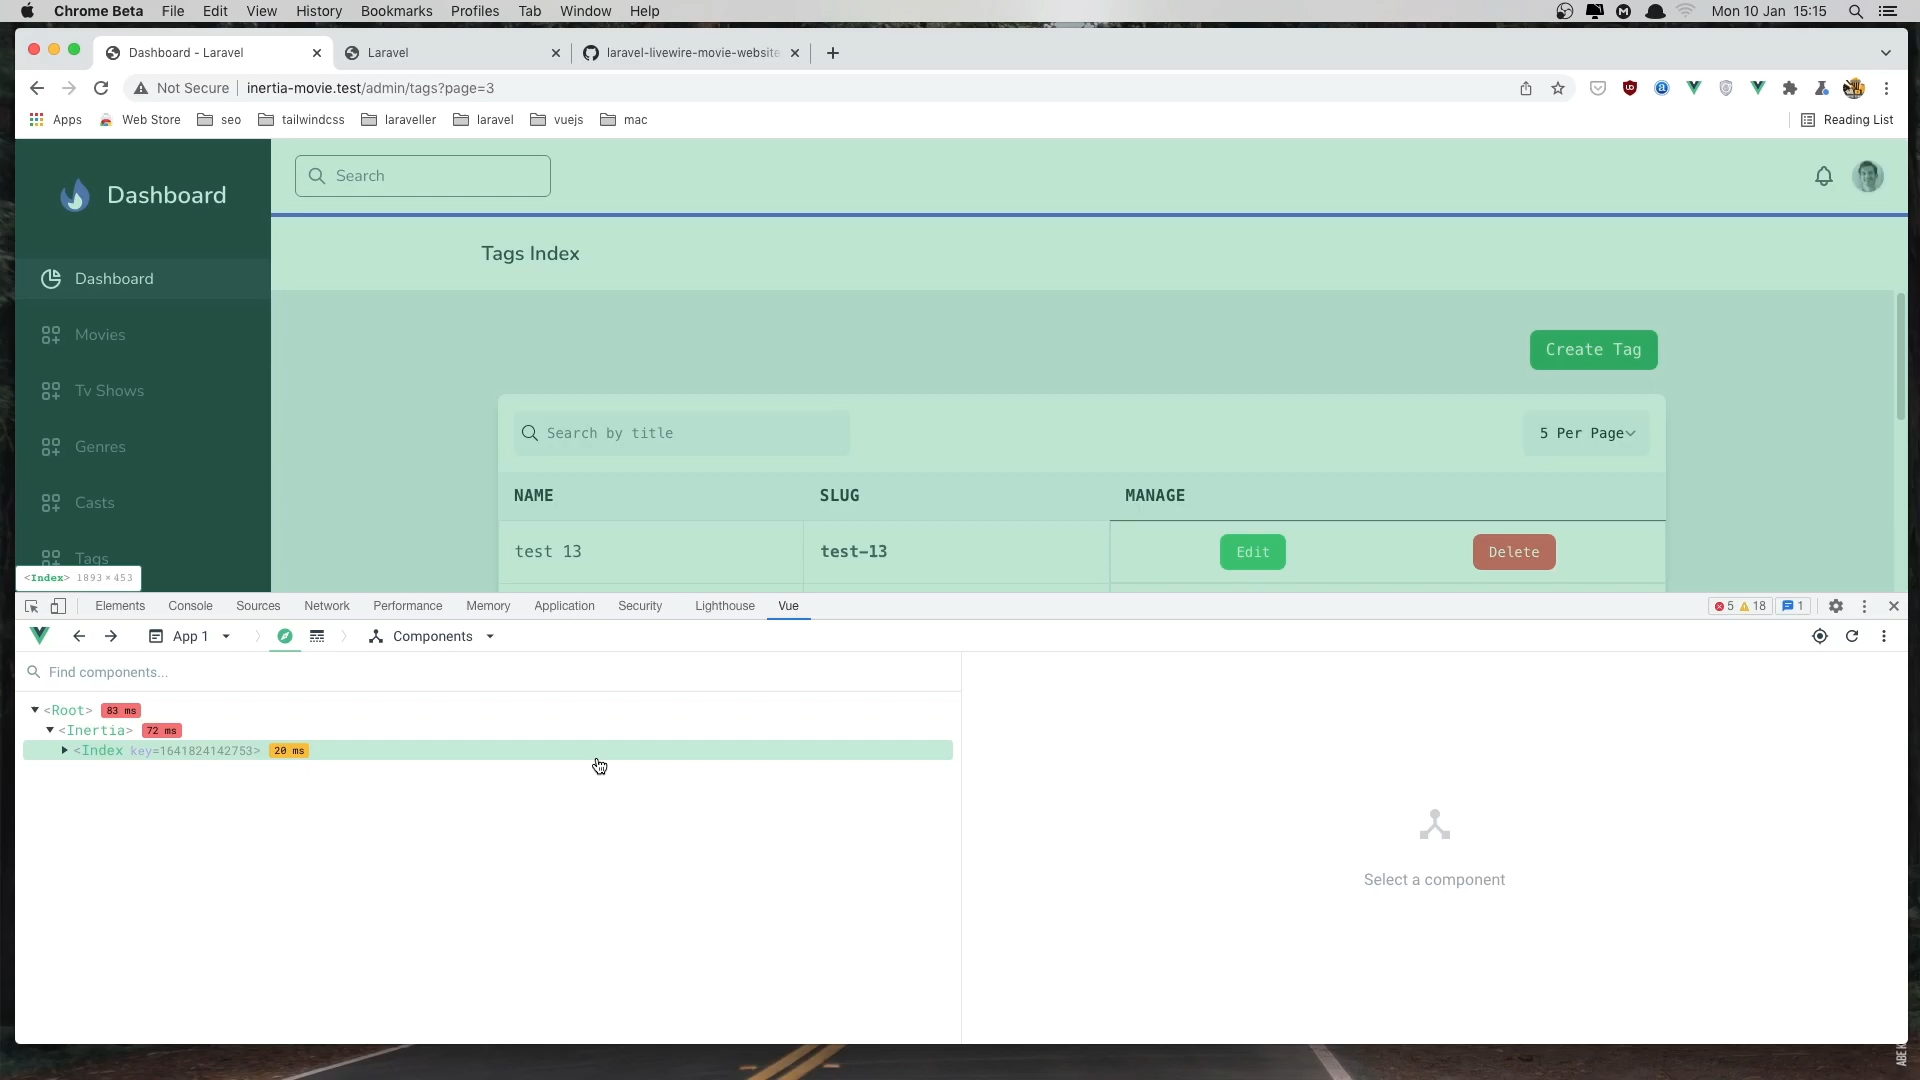 Chrome Beta File Edit View History Bookmarks Profiles Tab Window Help
Mon 10 Jan 15:15
Dashboard - Laravel
Laravel
laravel-livewire-movie-website
Not Secure
inertia-movie.test/admin/tags?page=3
Apps
Web Store
seo
tailwindcss
laraveller
laravel
vuejs
mac
Reading List
Dashboard
Search
Tags Index
Dashboard
Movies
Tv Shows
Genres
Casts
Tags
Create Tag
Search by title
5 Per Page
NAME SLUG MANAGE
test 13 test-13 Edit Delete
<Index> 1893 × 453
Elements Console Sources Network Performance Memory Application Security Lighthouse Vue
5 18 1
App 1
Components
Find components...
<Root> 83 ms
<Inertia> 72 ms
<Index key=1641824142753> 20 ms
Select a component